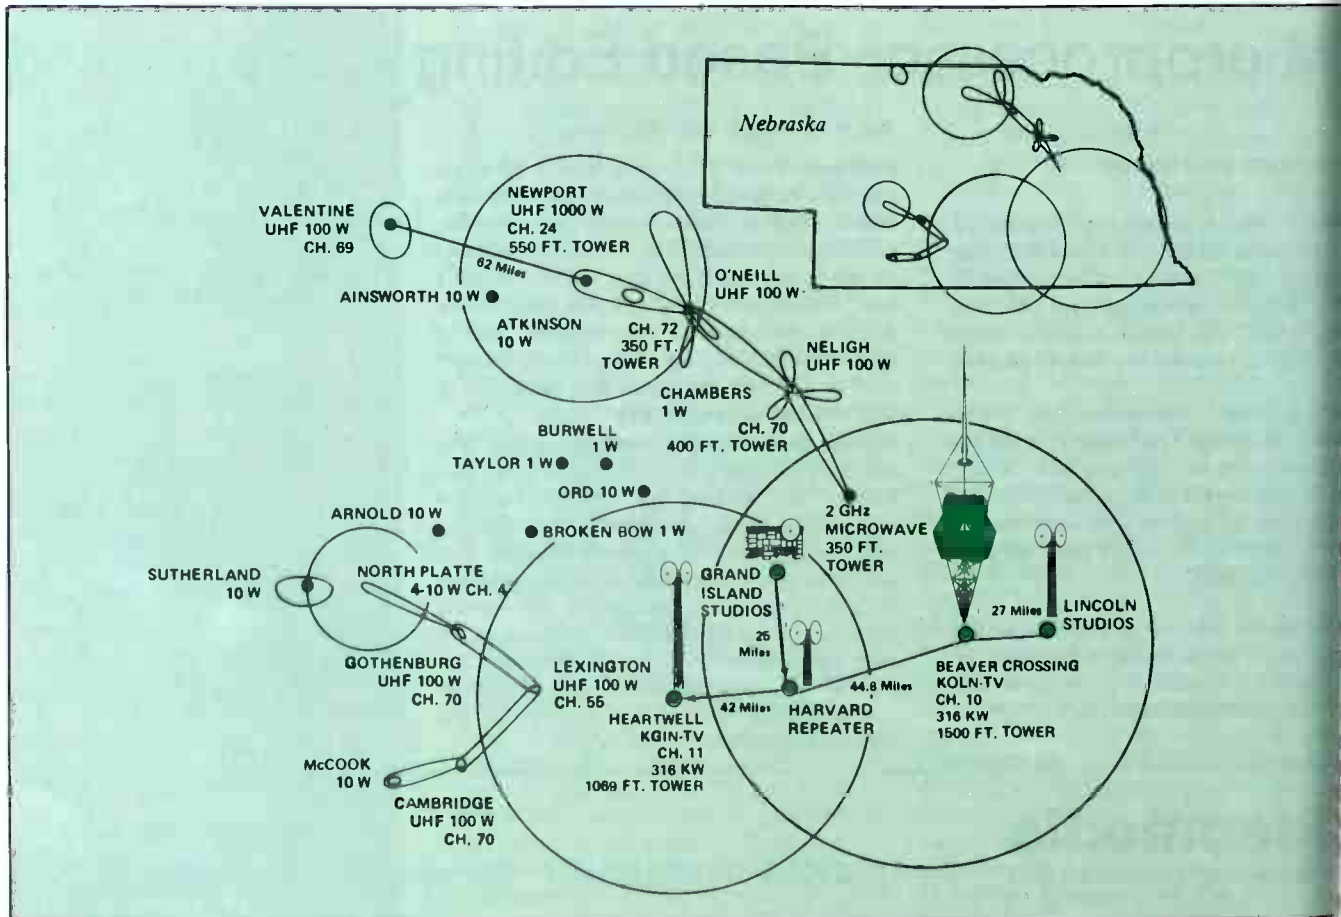 Nebraska
VALENTINE
UHF 100 W
CH. 69
NEWPORT
UHF 1000 W
CH. 24
550 FT. TOWER
62 Miles
AINSWORTH 10 W
ATKINSON
10 W
O'NEILL
UHF 100 W
CH. 72
350 FT.
TOWER
NELIGH
UHF 100 W
CHAMBERS
1 W
CH. 70
400 FT. TOWER
BURWELL
1 W
TAYLOR 1 W
ORD 10 W
ARNOLD 10 W
BROKEN BOW 1 W
2 GHz
MICROWAVE
350 FT.
TOWER
SUTHERLAND
10 W
NORTH PLATTE
4-10 W CH. 4
GRAND
ISLAND
STUDIOS
27 Miles
LINCOLN
STUDIOS
25
Miles
GOTHENBURG
UHF 100 W
CH. 70
LEXINGTON
UHF 100 W
CH. 55
HEARTWELL
KGIN-TV
CH. 11
316 KW
1069 FT. TOWER
42 Miles
HARVARD
REPEATER
44.8 Miles
BEAVER CROSSING
KOLN-TV
CH. 10
316 KW
1500 FT. TOWER
McCOOK
10 W
CAMBRIDGE
UHF 100 W
CH. 70